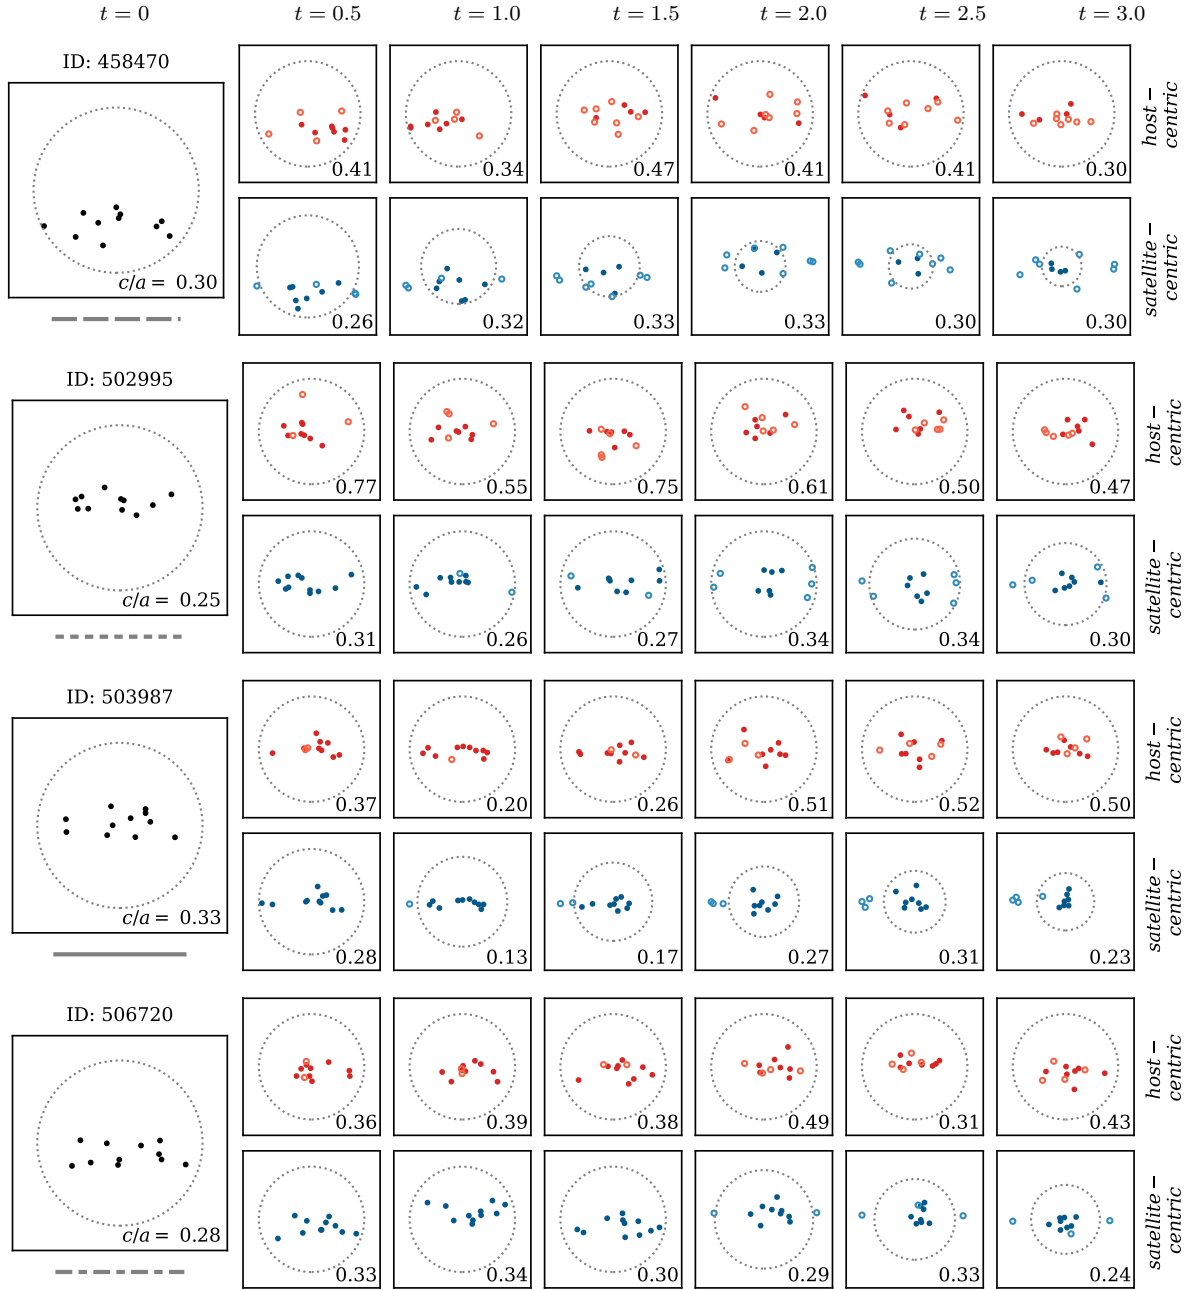 t = 0 t = 0.5 t = 1.0 t = 1.5 t = 2.0 t = 2.5 t = 3.0
ID: 458470
c/a = 0.30
0.41 0.34 0.47 0.41 0.41 0.30
host −
centric
0.26 0.32 0.33 0.33 0.30 0.30
satellite −
centric
ID: 502995
c/a = 0.25
0.77 0.55 0.75 0.61 0.50 0.47
host −
centric
0.31 0.26 0.27 0.34 0.34 0.30
satellite −
centric
ID: 503987
c/a = 0.33
0.37 0.20 0.26 0.51 0.52 0.50
host −
centric
0.28 0.13 0.17 0.27 0.31 0.23
satellite −
centric
ID: 506720
c/a = 0.28
0.36 0.39 0.38 0.49 0.31 0.43
host −
centric
0.33 0.34 0.30 0.29 0.33 0.24
satellite −
centric